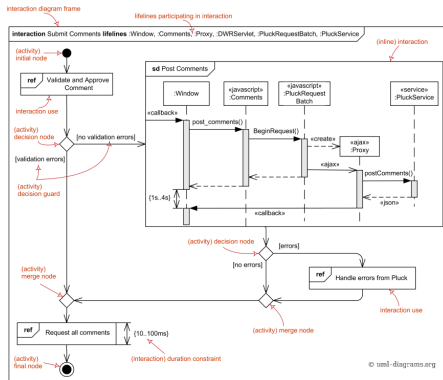 interaction diagram frame
lifelines participating in interaction
interaction Submit Comments lifelines :Window, :Comments, :Proxy, :DWRServlet, :PluckRequestBatch, :PluckService
(activity)
initial node
(inline) interaction
ref
Validate and Approve
Comment
interaction use
(activity)
decision node
[no validation errors]
[validation errors]
(activity)
decision guard
sd Post Comments
:Window
«javascript»
:Comments
«javascript»
:PluckRequest
Batch
«service»
:PluckService
«callback»
post_comments()
BeginRequest()
«create»
«ajax»
:Proxy
«ajax»
postComments()
{1s..4s}
«json»
«callback»
(activity) decision node
[errors]
[no errors]
ref
Handle errors from Pluck
(activity)
merge node
interaction use
(activity) merge node
ref
Request all comments
{10..100ms}
(interaction) duration constraint
(activity)
final node
© uml-diagrams.org